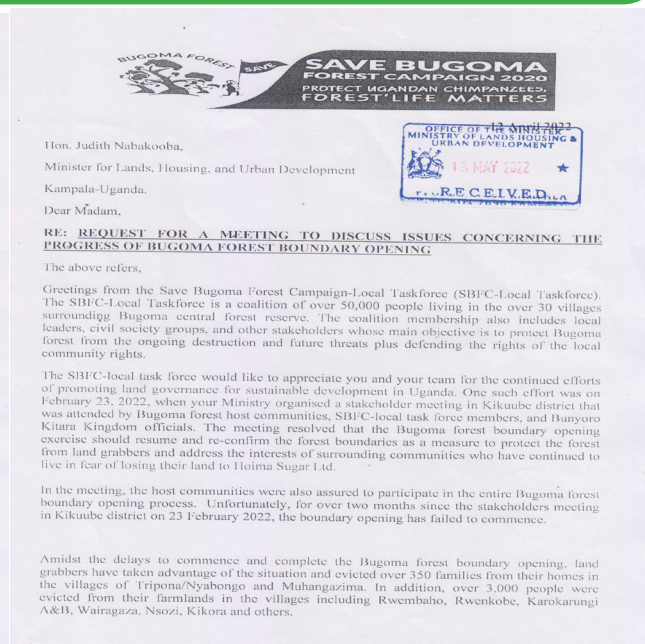 BUGOMA FOREST
SAVE
SAVE BUGOMA
FOREST CAMPAIGN 2020
PROTECT UGANDAN CHIMPANZEES,
FOREST'LIFE MATTERS
12 April 2022
OFFICE OF THE MINISTER
MINISTRY OF LANDS HOUSING &
URBAN DEVELOPMENT
13 MAY 2022
RECEIVED
Hon. Judith Nabakooba,
Minister for Lands, Housing, and Urban Development
Kampala-Uganda.
Dear Madam,
RE: REQUEST FOR A MEETING TO DISCUSS ISSUES CONCERNING THE
PROGRESS OF BUGOMA FOREST BOUNDARY OPENING
The above refers,
Greetings from the Save Bugoma Forest Campaign-Local Taskforce (SBFC-Local Taskforce).
The SBFC-Local Taskforce is a coalition of over 50,000 people living in the over 30 villages
surrounding Bugoma central forest reserve. The coalition membership also includes local
leaders, civil society groups, and other stakeholders whose main objective is to protect Bugoma
forest from the ongoing destruction and future threats plus defending the rights of the local
community rights.
The SBFC-local task force would like to appreciate you and your team for the continued efforts
of promoting land governance for sustainable development in Uganda. One such effort was on
February 23, 2022, when your Ministry organised a stakeholder meeting in Kikuube district that
was attended by Bugoma forest host communities, SBFC-local task force members, and Bunyoro
Kitara Kingdom officials. The meeting resolved that the Bugoma forest boundary opening
exercise should resume and re-confirm the forest boundaries as a measure to protect the forest
from land grabbers and address the interests of surrounding communities who have continued to
live in fear of losing their land to Hoima Sugar Ltd.
In the meeting, the host communities were also assured to participate in the entire Bugoma forest
boundary opening process. Unfortunately, for over two months since the stakeholders meeting
in Kikuube district on 23 February 2022, the boundary opening has failed to commence.
Amidst the delays to commence and complete the Bugoma forest boundary opening, land
grabbers have taken advantage of the situation and evicted over 350 families from their homes in
the villages of Tripona/Nyabongo and Muhangazima. In addition, over 3,000 people were
evicted from their farmlands in the villages including Rwembaho, Rwenkobe, Karokarungi
A&B, Wairagaza, Nsozi, Kikora and others.